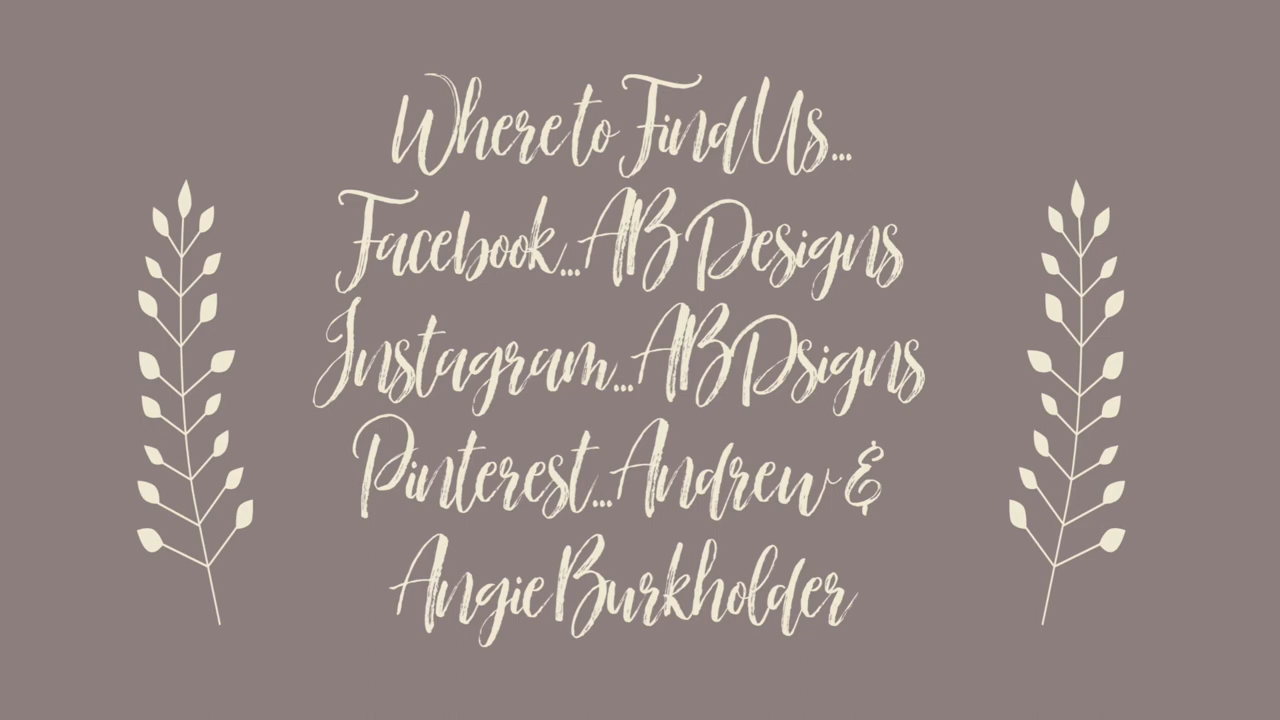 Where to Find Us...
Facebook...AB Designs
Instagram...ABDsigns
Pinterest...Andrew &
Angie Burkholder